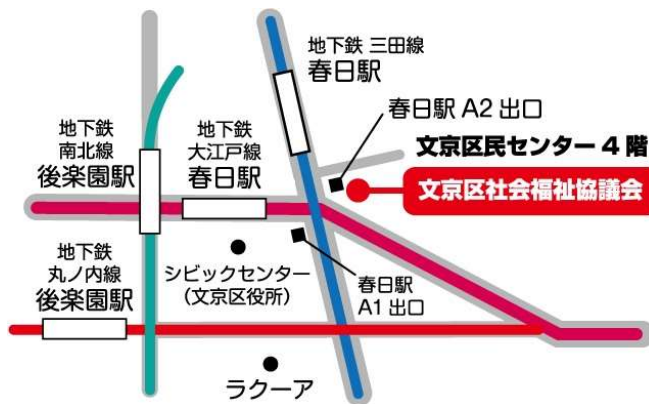 地下鉄 三田線
春日駅
春日駅 A2 出口
文京区民センター 4 階
文京区社会福祉協議会
地下鉄
南北線
後楽園駅
地下鉄
大江戸線
春日駅
地下鉄
丸ノ内線
後楽園駅
シビックセンター
（文京区役所）
春日駅
A1 出口
ラクーア